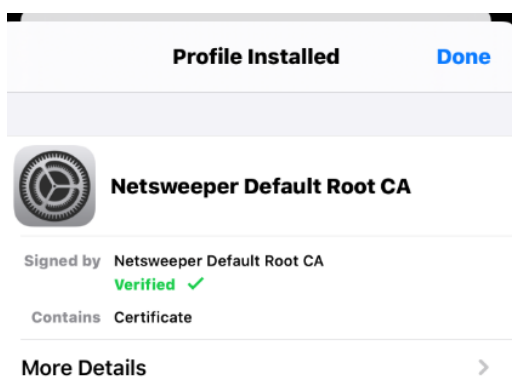 Profile Installed
Done
Netsweeper Default Root CA
Signed by Netsweeper Default Root CA
Verified ✓
Contains Certificate
More Details